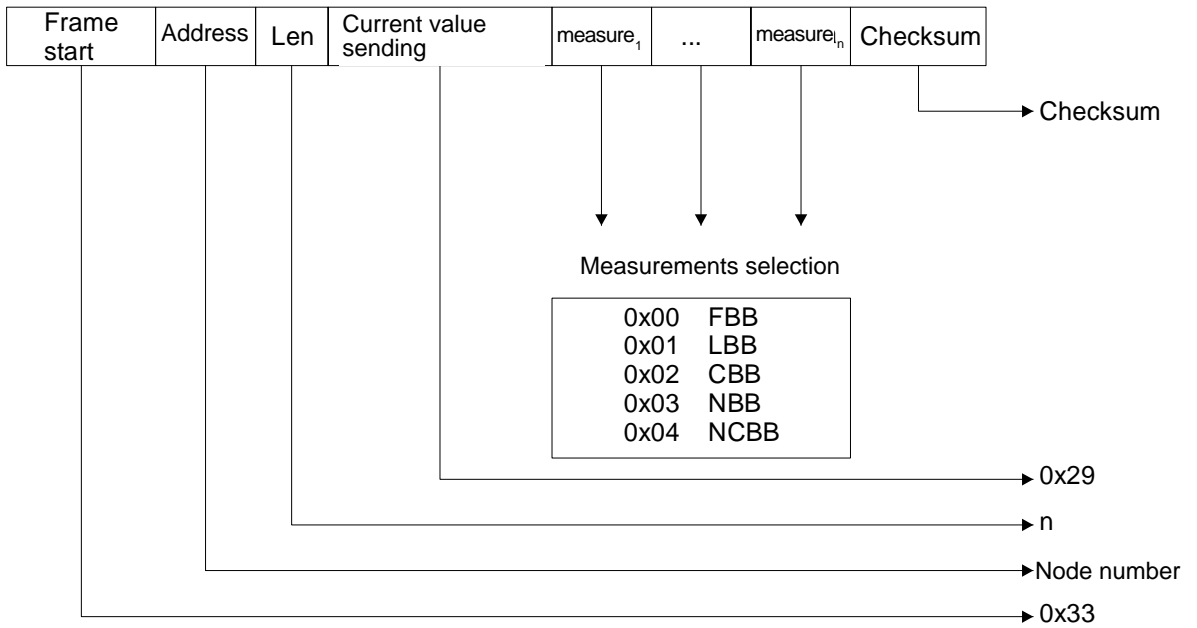 Frame start
Address
Len
Current value sending
measure1
...
measureln
Checksum
Checksum
Measurements selection
0x00 FBB
0x01 LBB
0x02 CBB
0x03 NBB
0x04 NCBB
0x29
n
Node number
0x33